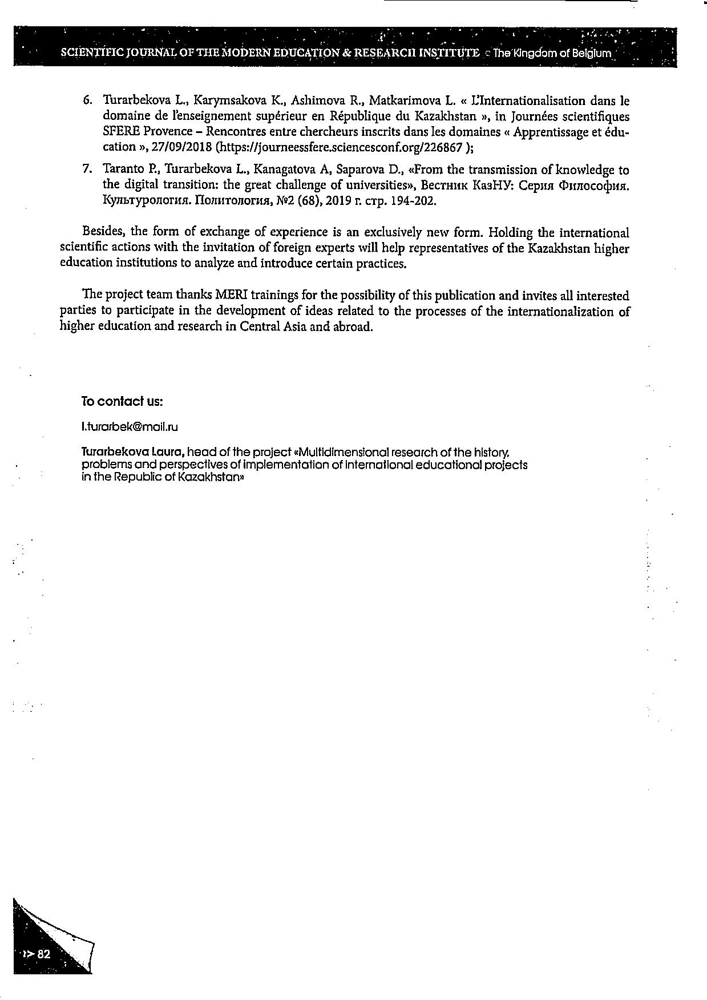 SCIENTIFIC JOURNAL OF THE MODERN EDUCATION & RESEARCH INSTITUTE c The Kingdom of Belgium
6. Turarbekova L., Karymsakova K., Ashimova R., Matkarimova L. « L'Internationalisation dans le
domaine de l'enseignement supérieur en République du Kazakhstan », in Journées scientifiques
SFERE Provence – Rencontres entre chercheurs inscrits dans les domaines « Apprentissage et édu-
cation », 27/09/2018 (https://journeessfere.sciencesconf.org/226867 );
7. Taranto P., Turarbekova L., Kanagatova A, Saparova D., «From the transmission of knowledge to
the digital transition: the great challenge of universities», Вестник КазНУ: Серия Философия.
Культурология. Политология, №2 (68), 2019 г. стр. 194-202.
Besides, the form of exchange of experience is an exclusively new form. Holding the international
scientific actions with the invitation of foreign experts will help representatives of the Kazakhstan higher
education institutions to analyze and introduce certain practices.
The project team thanks MERI trainings for the possibility of this publication and invites all interested
parties to participate in the development of ideas related to the processes of the internationalization of
higher education and research in Central Asia and abroad.
To contact us:
l.turarbek@mail.ru
Turarbekova Laura, head of the project «Multidimensional research of the history,
problems and perspectives of implementation of international educational projects
in the Republic of Kazakhstan»
82